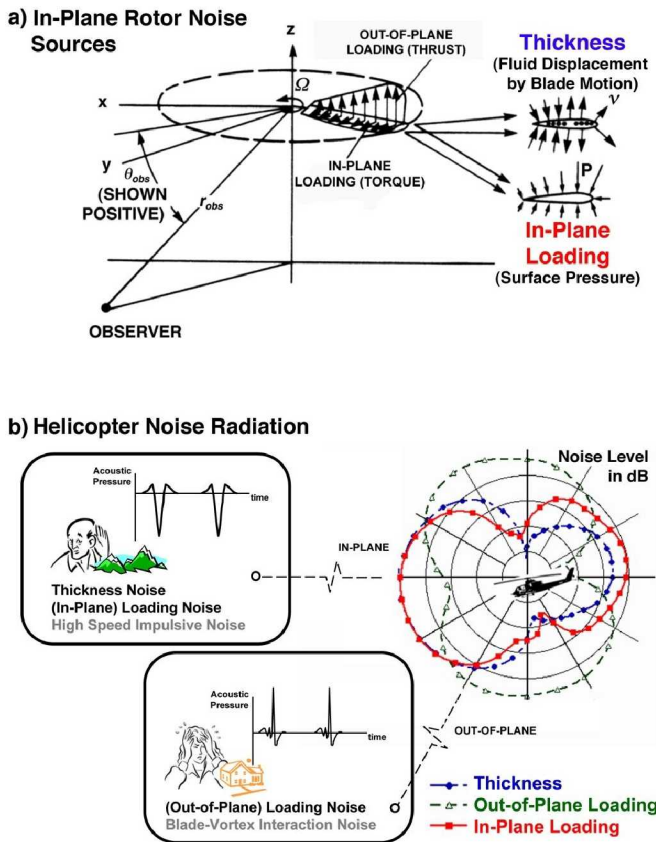 a) In-Plane Rotor Noise
Sources
z
OUT-OF-PLANE
LOADING (THRUST)
Thickness
(Fluid Displacement
by Blade Motion)
Ω
x
ν
y
θobs
(SHOWN
POSITIVE)
robs
IN-PLANE
LOADING (TORQUE)
P
In-Plane
Loading
(Surface Pressure)
OBSERVER
b) Helicopter Noise Radiation
Acoustic
Pressure
time
Noise Level
in dB
IN-PLANE
Thickness Noise
(In-Plane) Loading Noise
High Speed Impulsive Noise
Acoustic
Pressure
time
OUT-OF-PLANE
(Out-of-Plane) Loading Noise
Blade-Vortex Interaction Noise
Thickness
Out-of-Plane Loading
In-Plane Loading